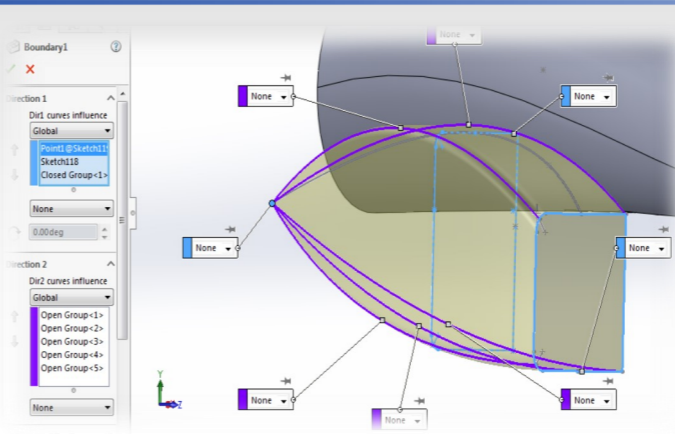 Boundary1
Direction 1
Dir1 curves influence
Global
Point1@Sketch11
Sketch118
Closed Group<1>
None
0.00deg
Direction 2
Dir2 curves influence
Global
Open Group<1>
Open Group<2>
Open Group<3>
Open Group<4>
Open Group<5>
None
None
None
None
None
None
None
None
None
Y
Z